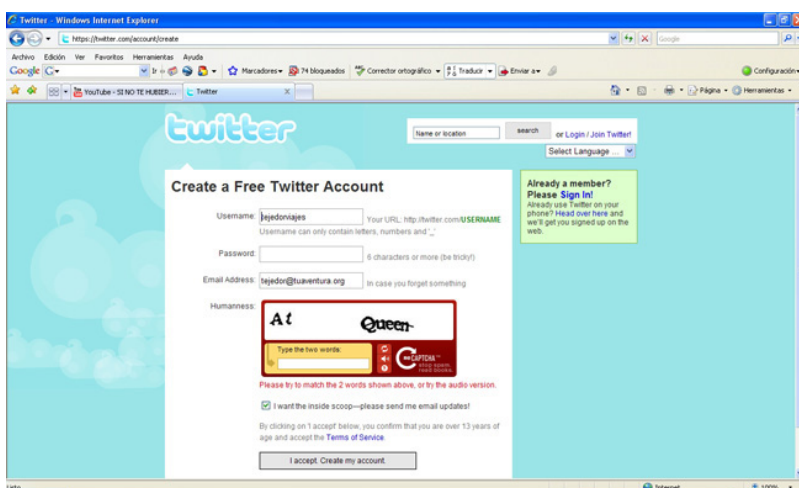 Twitter - Windows Internet Explorer
https://twitter.com/account/create
Google
Archivo Edición Ver Favoritos Herramientas Ayuda
Google Marcadores 74 bloqueados Corrector ortográfico Traducir Enviar a Configuración
YouTube - SI NO TE HUBIER... Twitter Página Herramientas
twitter
Name or location search or Login / Join Twitter!
Select Language ...
Create a Free Twitter Account
Username: tejedorviajes Your URL: http://twitter.com/USERNAME
Username can only contain letters, numbers and '_'
Password: 6 characters or more (be tricky!)
Email Address: tejedor@tuaventura.org In case you forget something
Humanness:
At Queen
Type the two words:
reCAPTCHA™
stop spam.
read books.
Please try to match the 2 words shown above, or try the audio version.
I want the inside scoop—please send me email updates!
By clicking on 'I accept' below, you confirm that you are over 13 years of
age and accept the Terms of Service.
I accept. Create my account.
Already a member?
Please Sign In!
Already use Twitter on your
phone? Head over here and
we'll get you signed up on the
web.
Listo Internet 100%